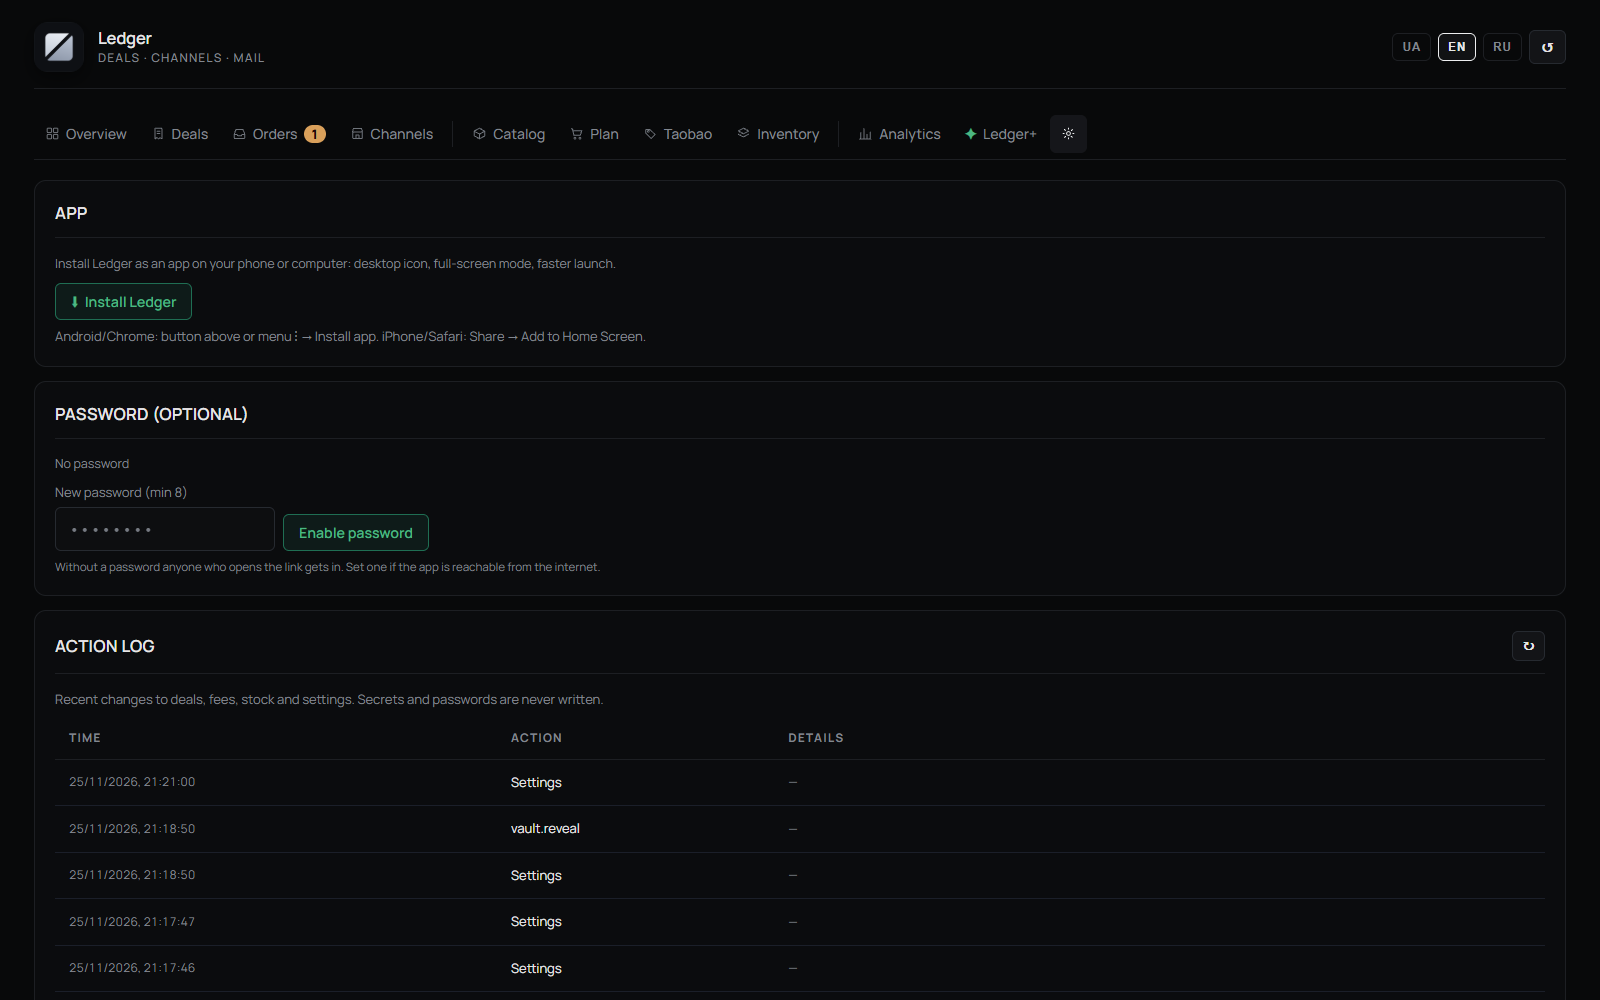 Ledger
DEALS · CHANNELS · MAIL
UA EN RU ↺
Overview Deals Orders 1 Channels Catalog Plan Taobao Inventory Analytics Ledger+
APP
Install Ledger as an app on your phone or computer: desktop icon, full-screen mode, faster launch.
⬇ Install Ledger
Android/Chrome: button above or menu ⋮ → Install app. iPhone/Safari: Share → Add to Home Screen.
PASSWORD (OPTIONAL)
No password
New password (min 8)
••••••••
Enable password
Without a password anyone who opens the link gets in. Set one if the app is reachable from the internet.
ACTION LOG
↻
Recent changes to deals, fees, stock and settings. Secrets and passwords are never written.
TIME ACTION DETAILS
25/11/2026, 21:21:00 Settings —
25/11/2026, 21:18:50 vault.reveal —
25/11/2026, 21:18:50 Settings —
25/11/2026, 21:17:47 Settings —
25/11/2026, 21:17:46 Settings —